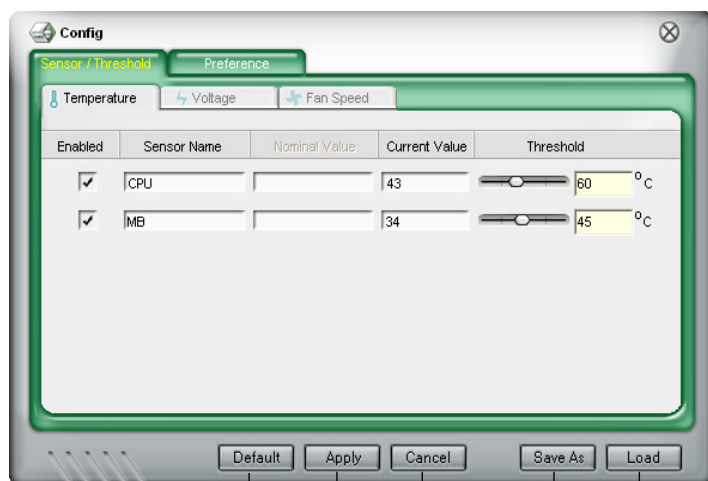 Config
Sensor / Threshold Preference
Temperature Voltage Fan Speed
Enabled Sensor Name Nominal Value Current Value Threshold
CPU 43 60 °C
MB 34 45 °C
Default Apply Cancel Save As Load